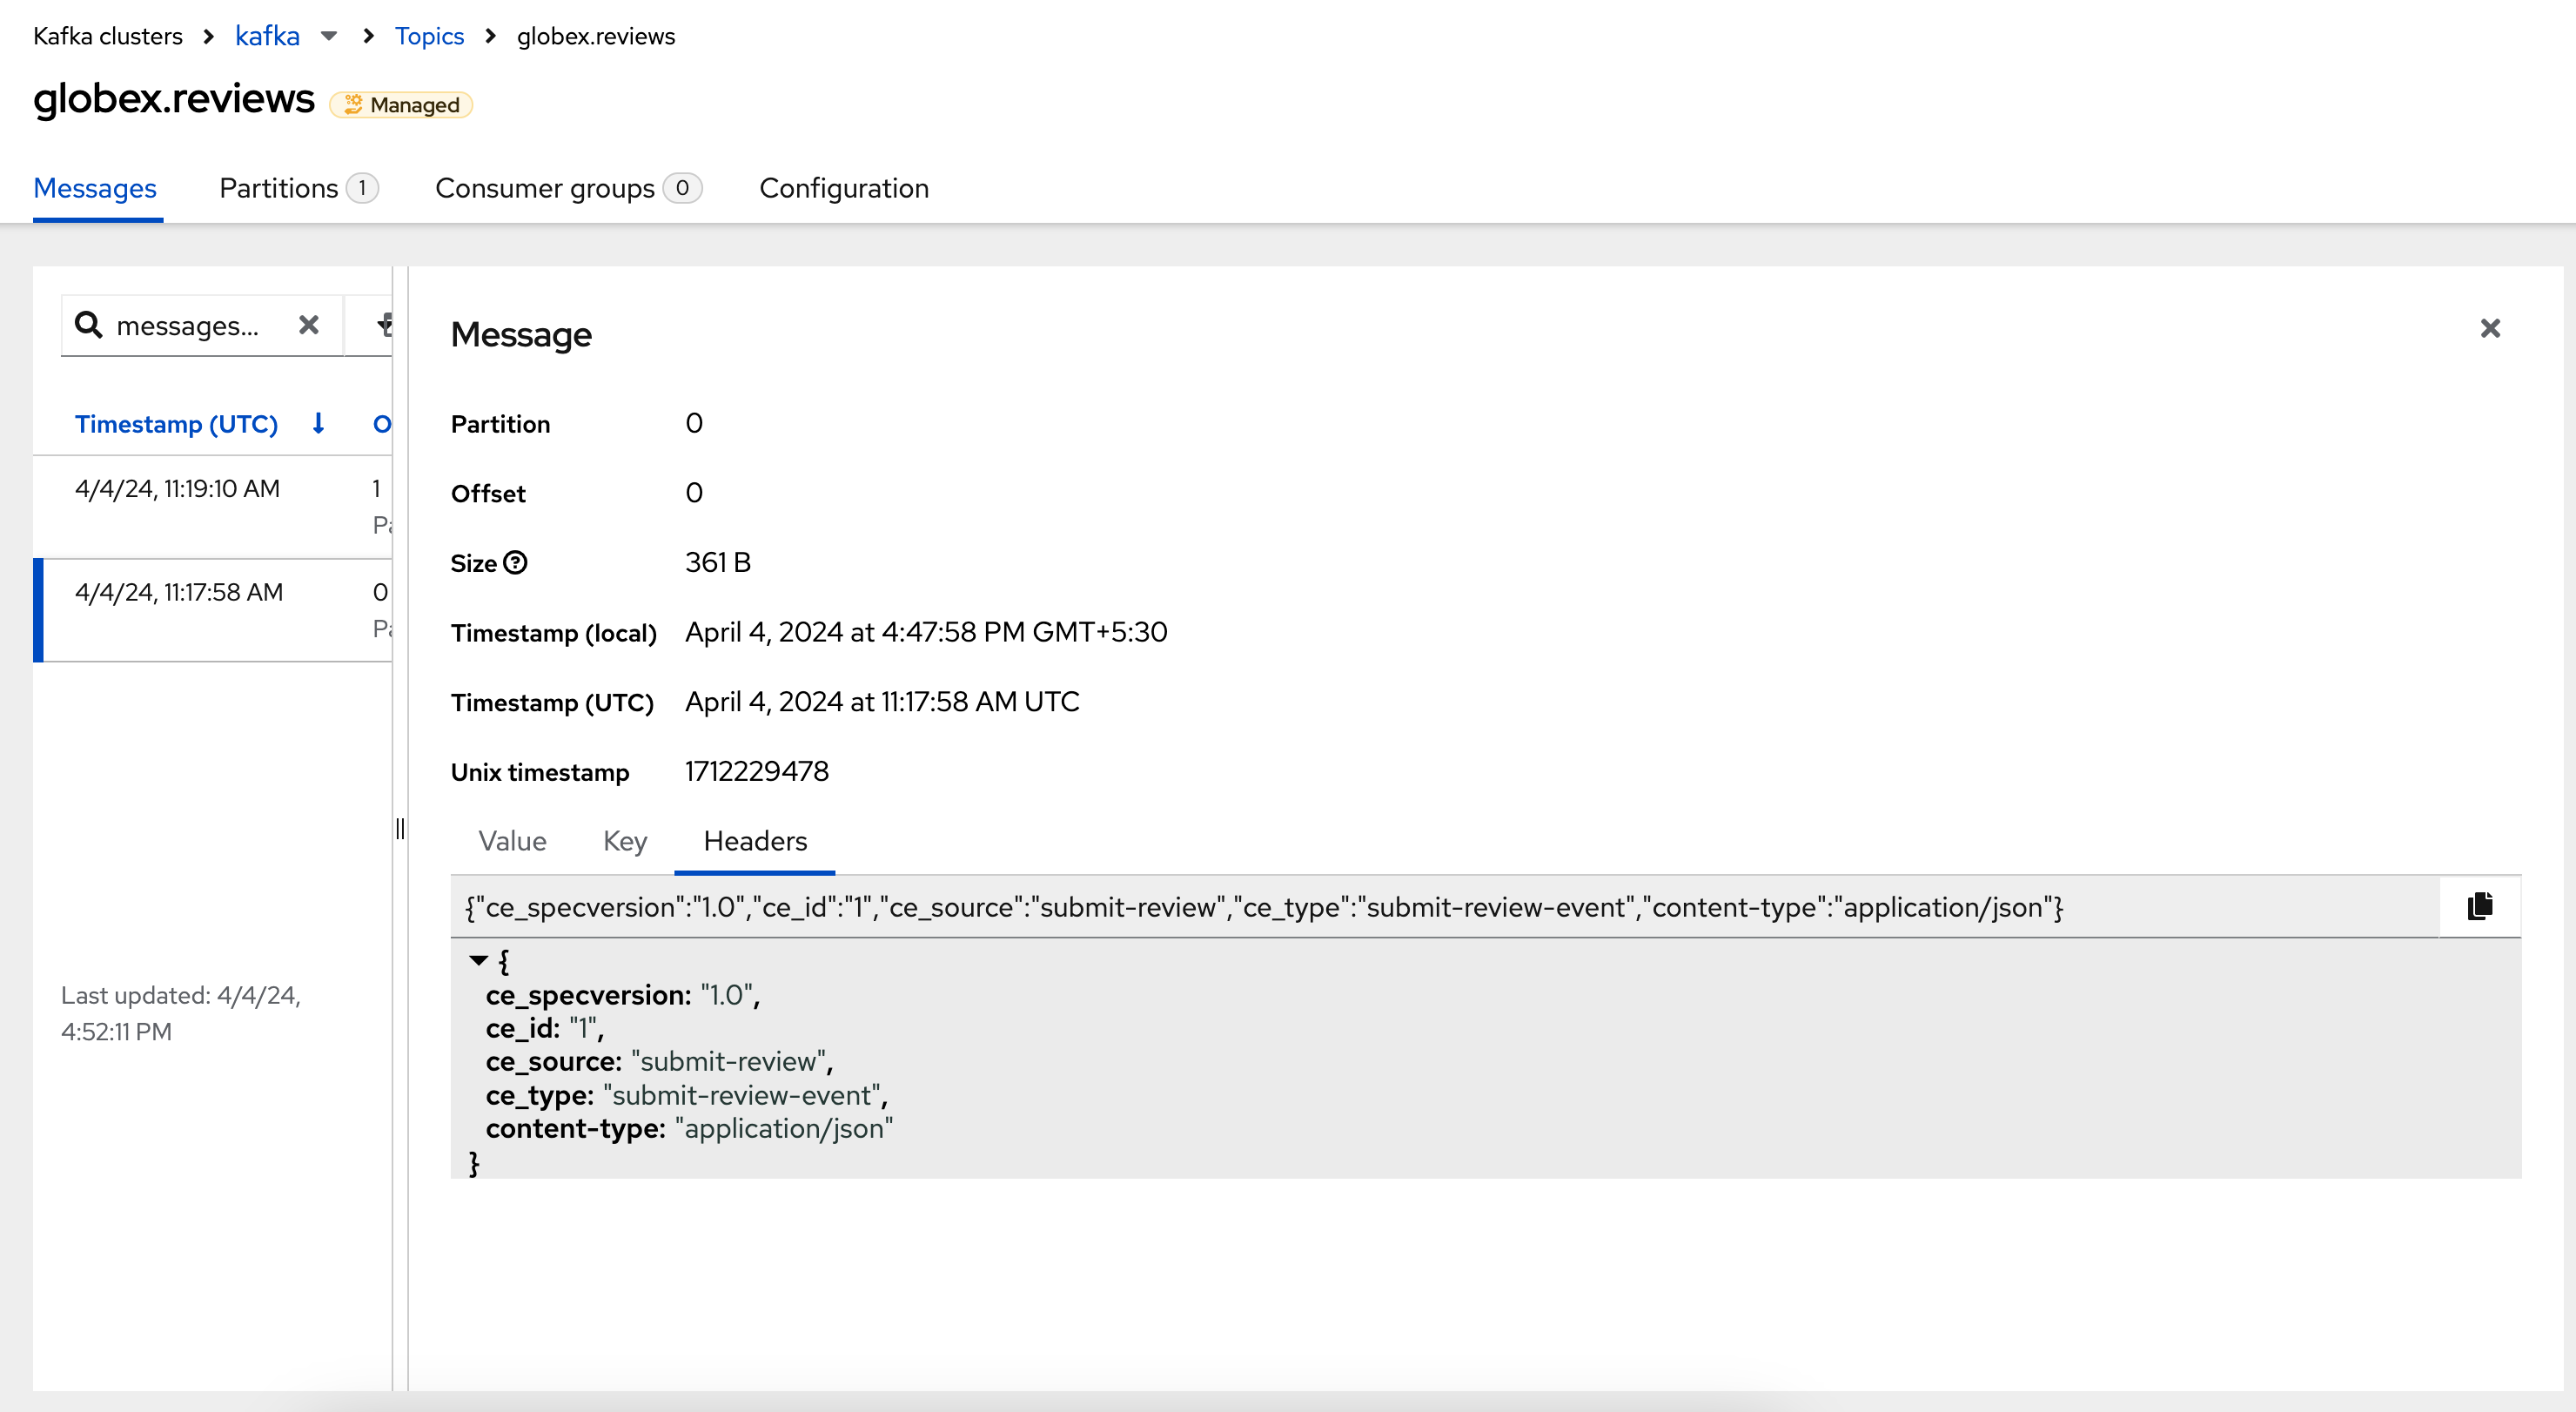 Kafka clusters kafka Topics globex.reviews
globex.reviews Managed
Messages Partitions 1 Consumer groups 0 Configuration
messages...
Timestamp (UTC) O
4/4/24, 11:19:10 AM 1
4/4/24, 11:17:58 AM 0
Last updated: 4/4/24,
4:52:11 PM
Message
Partition 0
Offset 0
Size 361 B
Timestamp (local) April 4, 2024 at 4:47:58 PM GMT+5:30
Timestamp (UTC) April 4, 2024 at 11:17:58 AM UTC
Unix timestamp 1712229478
Value Key Headers
{"ce_specversion":"1.0","ce_id":"1","ce_source":"submit-review","ce_type":"submit-review-event","content-type":"application/json"}
{
ce_specversion: "1.0",
ce_id: "1",
ce_source: "submit-review",
ce_type: "submit-review-event",
content-type: "application/json"
}